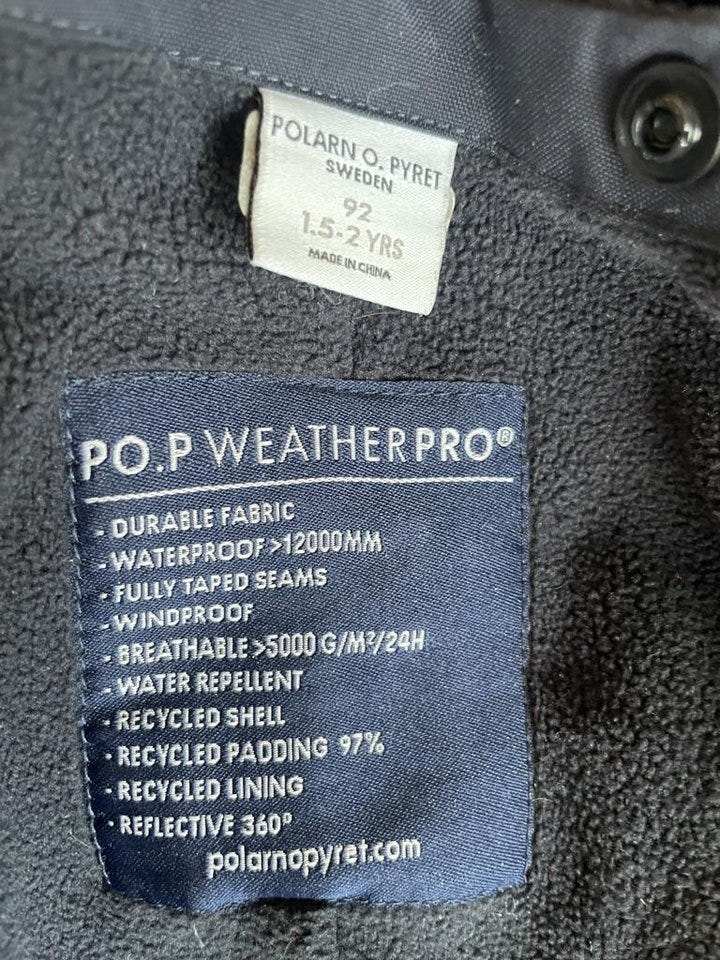 POLARN O. PYRET
SWEDEN
92
1.5-2 YRS
MADE IN CHINA
PO.P WEATHERPRO®
- DURABLE FABRIC
- WATERPROOF >12000MM
- FULLY TAPED SEAMS
- WINDPROOF
- BREATHABLE >5000 G/M²/24H
- WATER REPELLENT
- RECYCLED SHELL
- RECYCLED PADDING 97%
- RECYCLED LINING
- REFLECTIVE 360°
polarnopyret.com